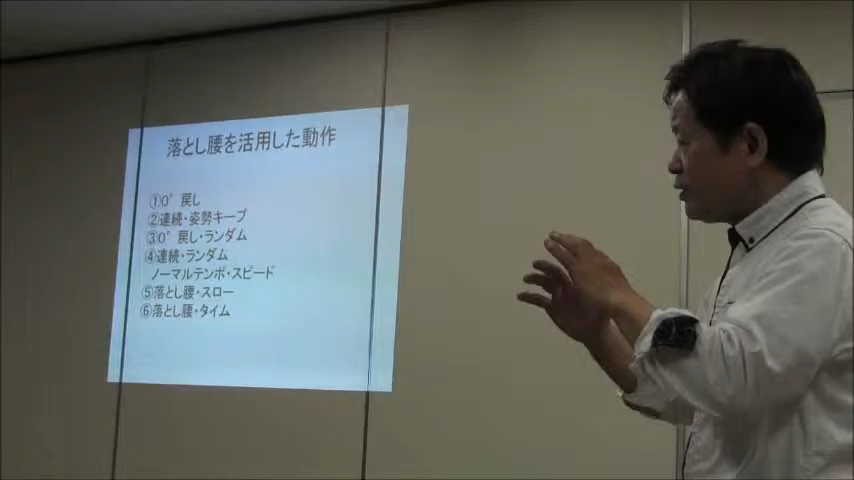 落とし腰を活用した動作
①0°戻し
②連続・姿勢キープ
③0°戻し・ランダム
④連続・ランダム
ノーマルテンポ・スピード
⑤落とし腰・スロー
⑥落とし腰・タイム